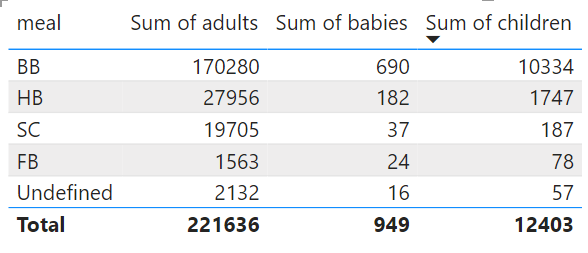 meal Sum of adults Sum of babies Sum of children
BB 170280 690 10334
HB 27956 182 1747
SC 19705 37 187
FB 1563 24 78
Undefined 2132 16 57
Total 221636 949 12403